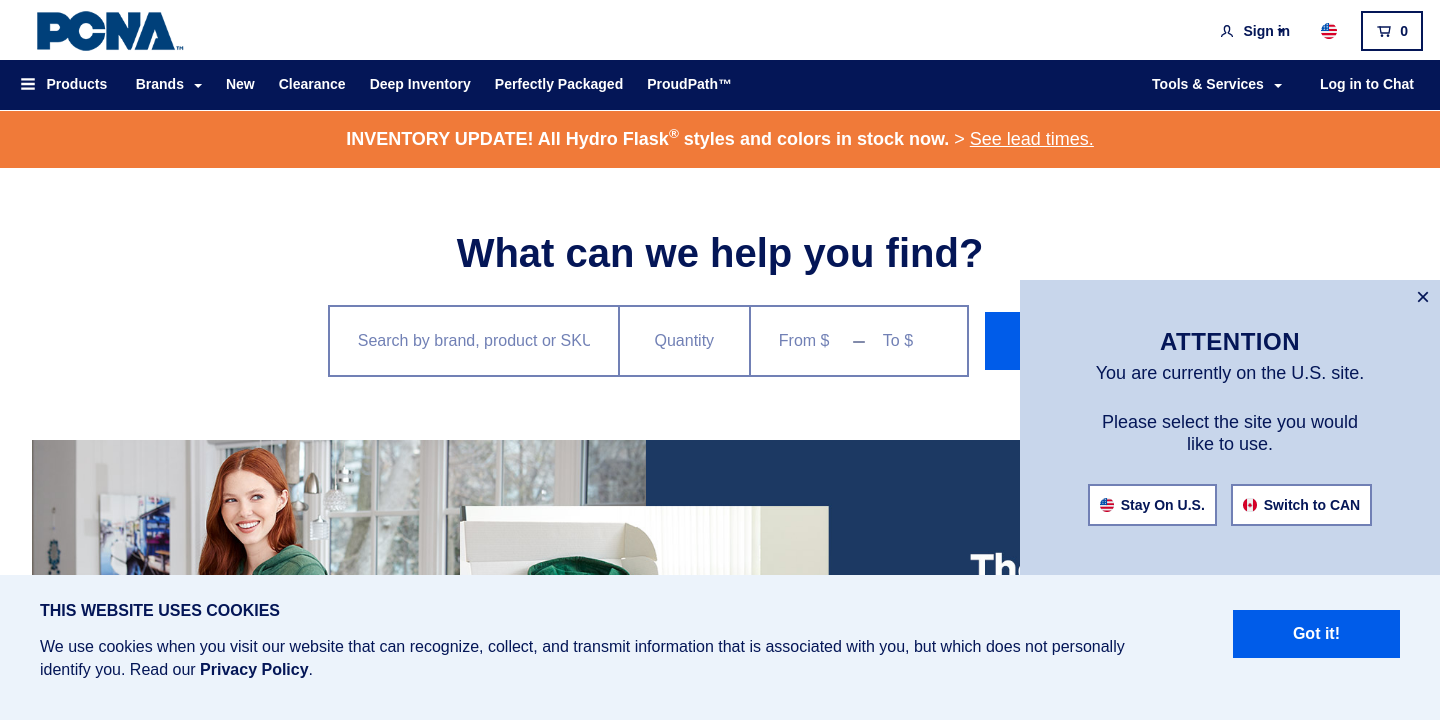 PCNA™
Sign in
0
Products Brands New Clearance Deep Inventory Perfectly Packaged ProudPath™ Tools & Services Log in to Chat
INVENTORY UPDATE! All Hydro Flask® styles and colors in stock now. > See lead times.
What can we help you find?
Search by brand, product or SKU
Quantity
From $ – To $
×
ATTENTION
You are currently on the U.S. site.
Please select the site you would
like to use.
Stay On U.S. Switch to CAN
The
THIS WEBSITE USES COOKIES
We use cookies when you visit our website that can recognize, collect, and transmit information that is associated with you, but which does not personally
identify you. Read our Privacy Policy.
Got it!